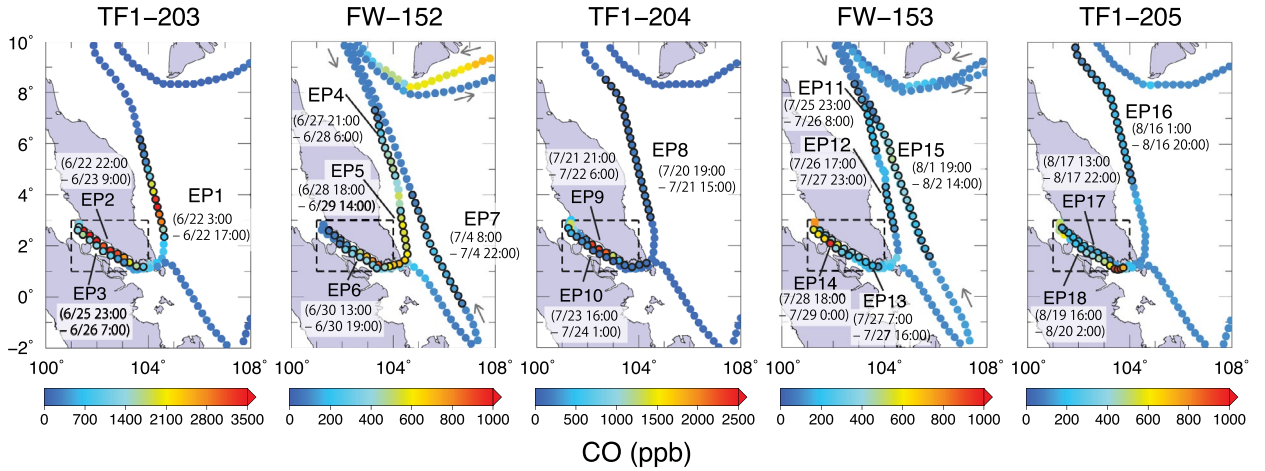 TF1−203
FW−152
TF1−204
FW−153
TF1−205
10˚
8˚
6˚
4˚
2˚
0˚
−2˚
(6/22 22:00
− 6/23 9:00)
EP2
EP1
(6/22 3:00
− 6/22 17:00)
EP3
(6/25 23:00
− 6/26 7:00)
EP4
(6/27 21:00
− 6/28 6:00)
EP5
(6/28 18:00
− 6/29 14:00)
EP7
(7/4 8:00
− 7/4 22:00)
EP6
(6/30 13:00
− 6/30 19:00)
EP8
(7/20 19:00
− 7/21 15:00)
(7/21 21:00
− 7/22 6:00)
EP9
EP10
(7/23 16:00
− 7/24 1:00)
EP11
(7/25 23:00
− 7/26 8:00)
EP12
(7/26 17:00
− 7/27 23:00)
EP15
(8/1 19:00
− 8/2 14:00)
EP14
(7/28 18:00
− 7/29 0:00)
EP13
(7/27 7:00
− 7/27 16:00)
EP16
(8/16 1:00
− 8/16 20:00)
(8/17 13:00
− 8/17 22:00)
EP17
EP18
(8/19 16:00
− 8/20 2:00)
100˚ 104˚ 108˚
100˚ 104˚ 108˚
100˚ 104˚ 108˚
100˚ 104˚ 108˚
100˚ 104˚ 108˚
0 700 1400 2100 2800 3500
0 200 400 600 800 1000
0 500 1000 1500 2000 2500
0 200 400 600 800 1000
0 200 400 600 800 1000
CO (ppb)